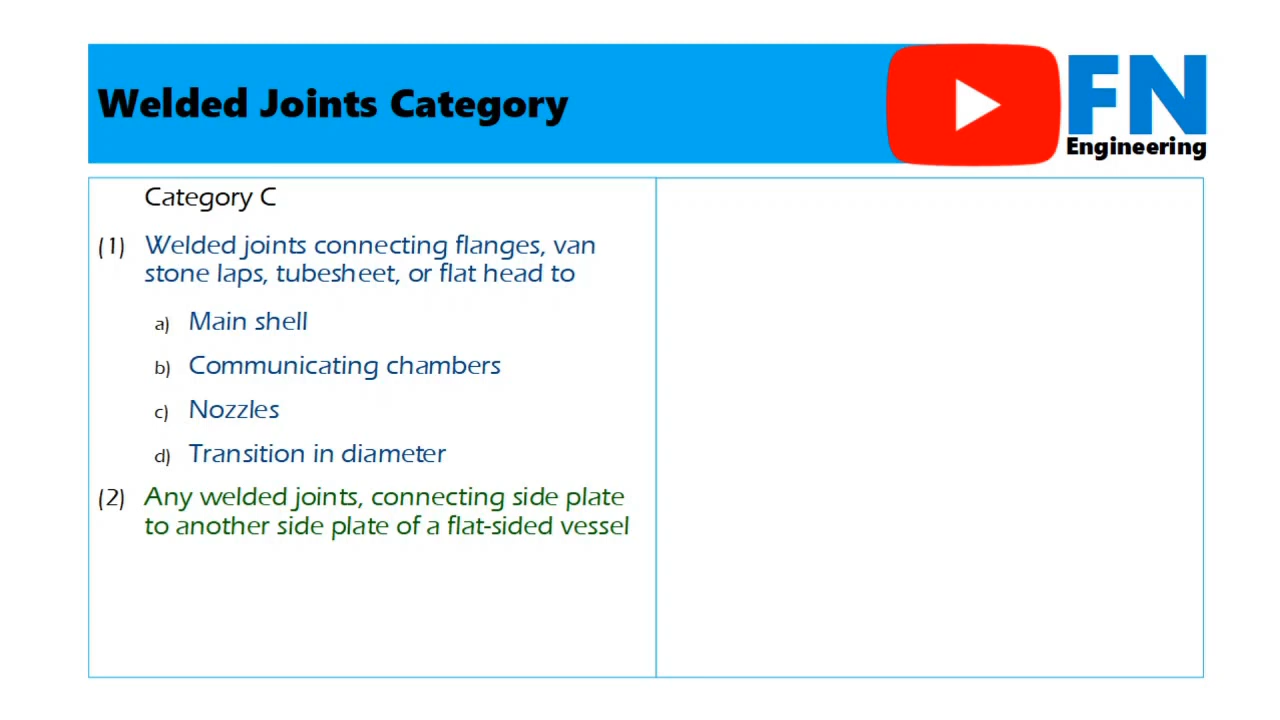 Welded Joints Category
FN
Engineering
Category C
(1) Welded joints connecting flanges, van
stone laps, tubesheet, or flat head to
a) Main shell
b) Communicating chambers
c) Nozzles
d) Transition in diameter
(2) Any welded joints, connecting side plate
to another side plate of a flat-sided vessel